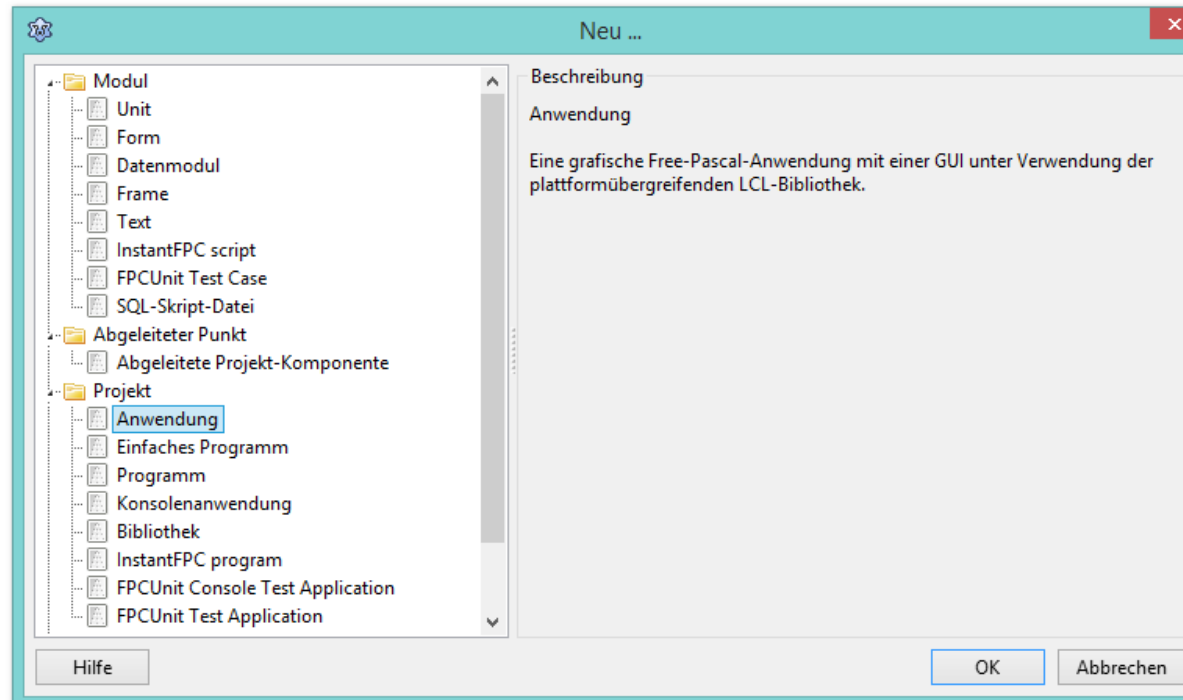 Neu ...
Modul
Unit
Form
Datenmodul
Frame
Text
InstantFPC script
FPCUnit Test Case
SQL-Skript-Datei
Abgeleiteter Punkt
Abgeleitete Projekt-Komponente
Projekt
Anwendung
Einfaches Programm
Programm
Konsolenanwendung
Bibliothek
InstantFPC program
FPCUnit Console Test Application
FPCUnit Test Application
Beschreibung
Anwendung
Eine grafische Free-Pascal-Anwendung mit einer GUI unter Verwendung der
plattformübergreifenden LCL-Bibliothek.
Hilfe
OK
Abbrechen